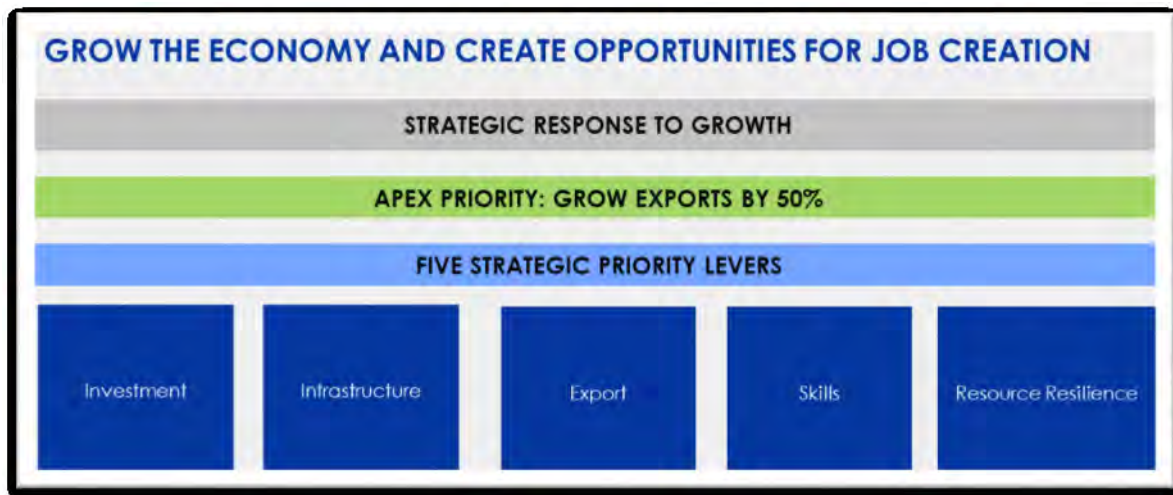 GROW THE ECONOMY AND CREATE OPPORTUNITIES FOR JOB CREATION
STRATEGIC RESPONSE TO GROWTH
APEX PRIORITY: GROW EXPORTS BY 50%
FIVE STRATEGIC PRIORITY LEVERS
Investment
Infrastructure
Export
Skills
Resource Resilience